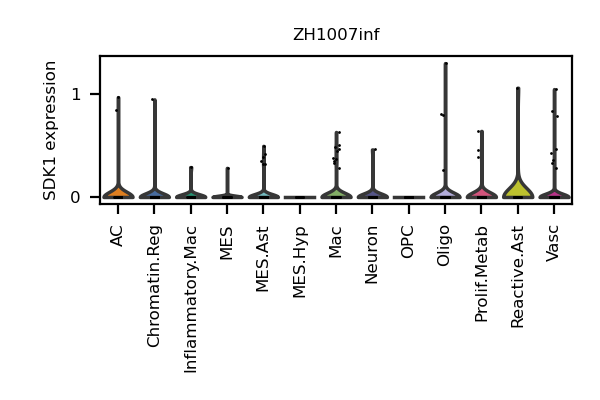 ZH1007inf
SDK1 expression
1
0
AC
Chromatin.Reg
Inflammatory.Mac
MES
MES.Ast
MES.Hyp
Mac
Neuron
OPC
Oligo
Prolif.Metab
Reactive.Ast
Vasc